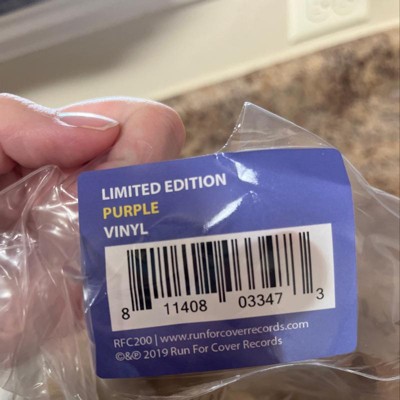 LIMITED EDITION
PURPLE
VINYL
8 11408 03347 3
RFC200 | www.runforcoverrecords.com
©&℗ 2019 Run For Cover Records